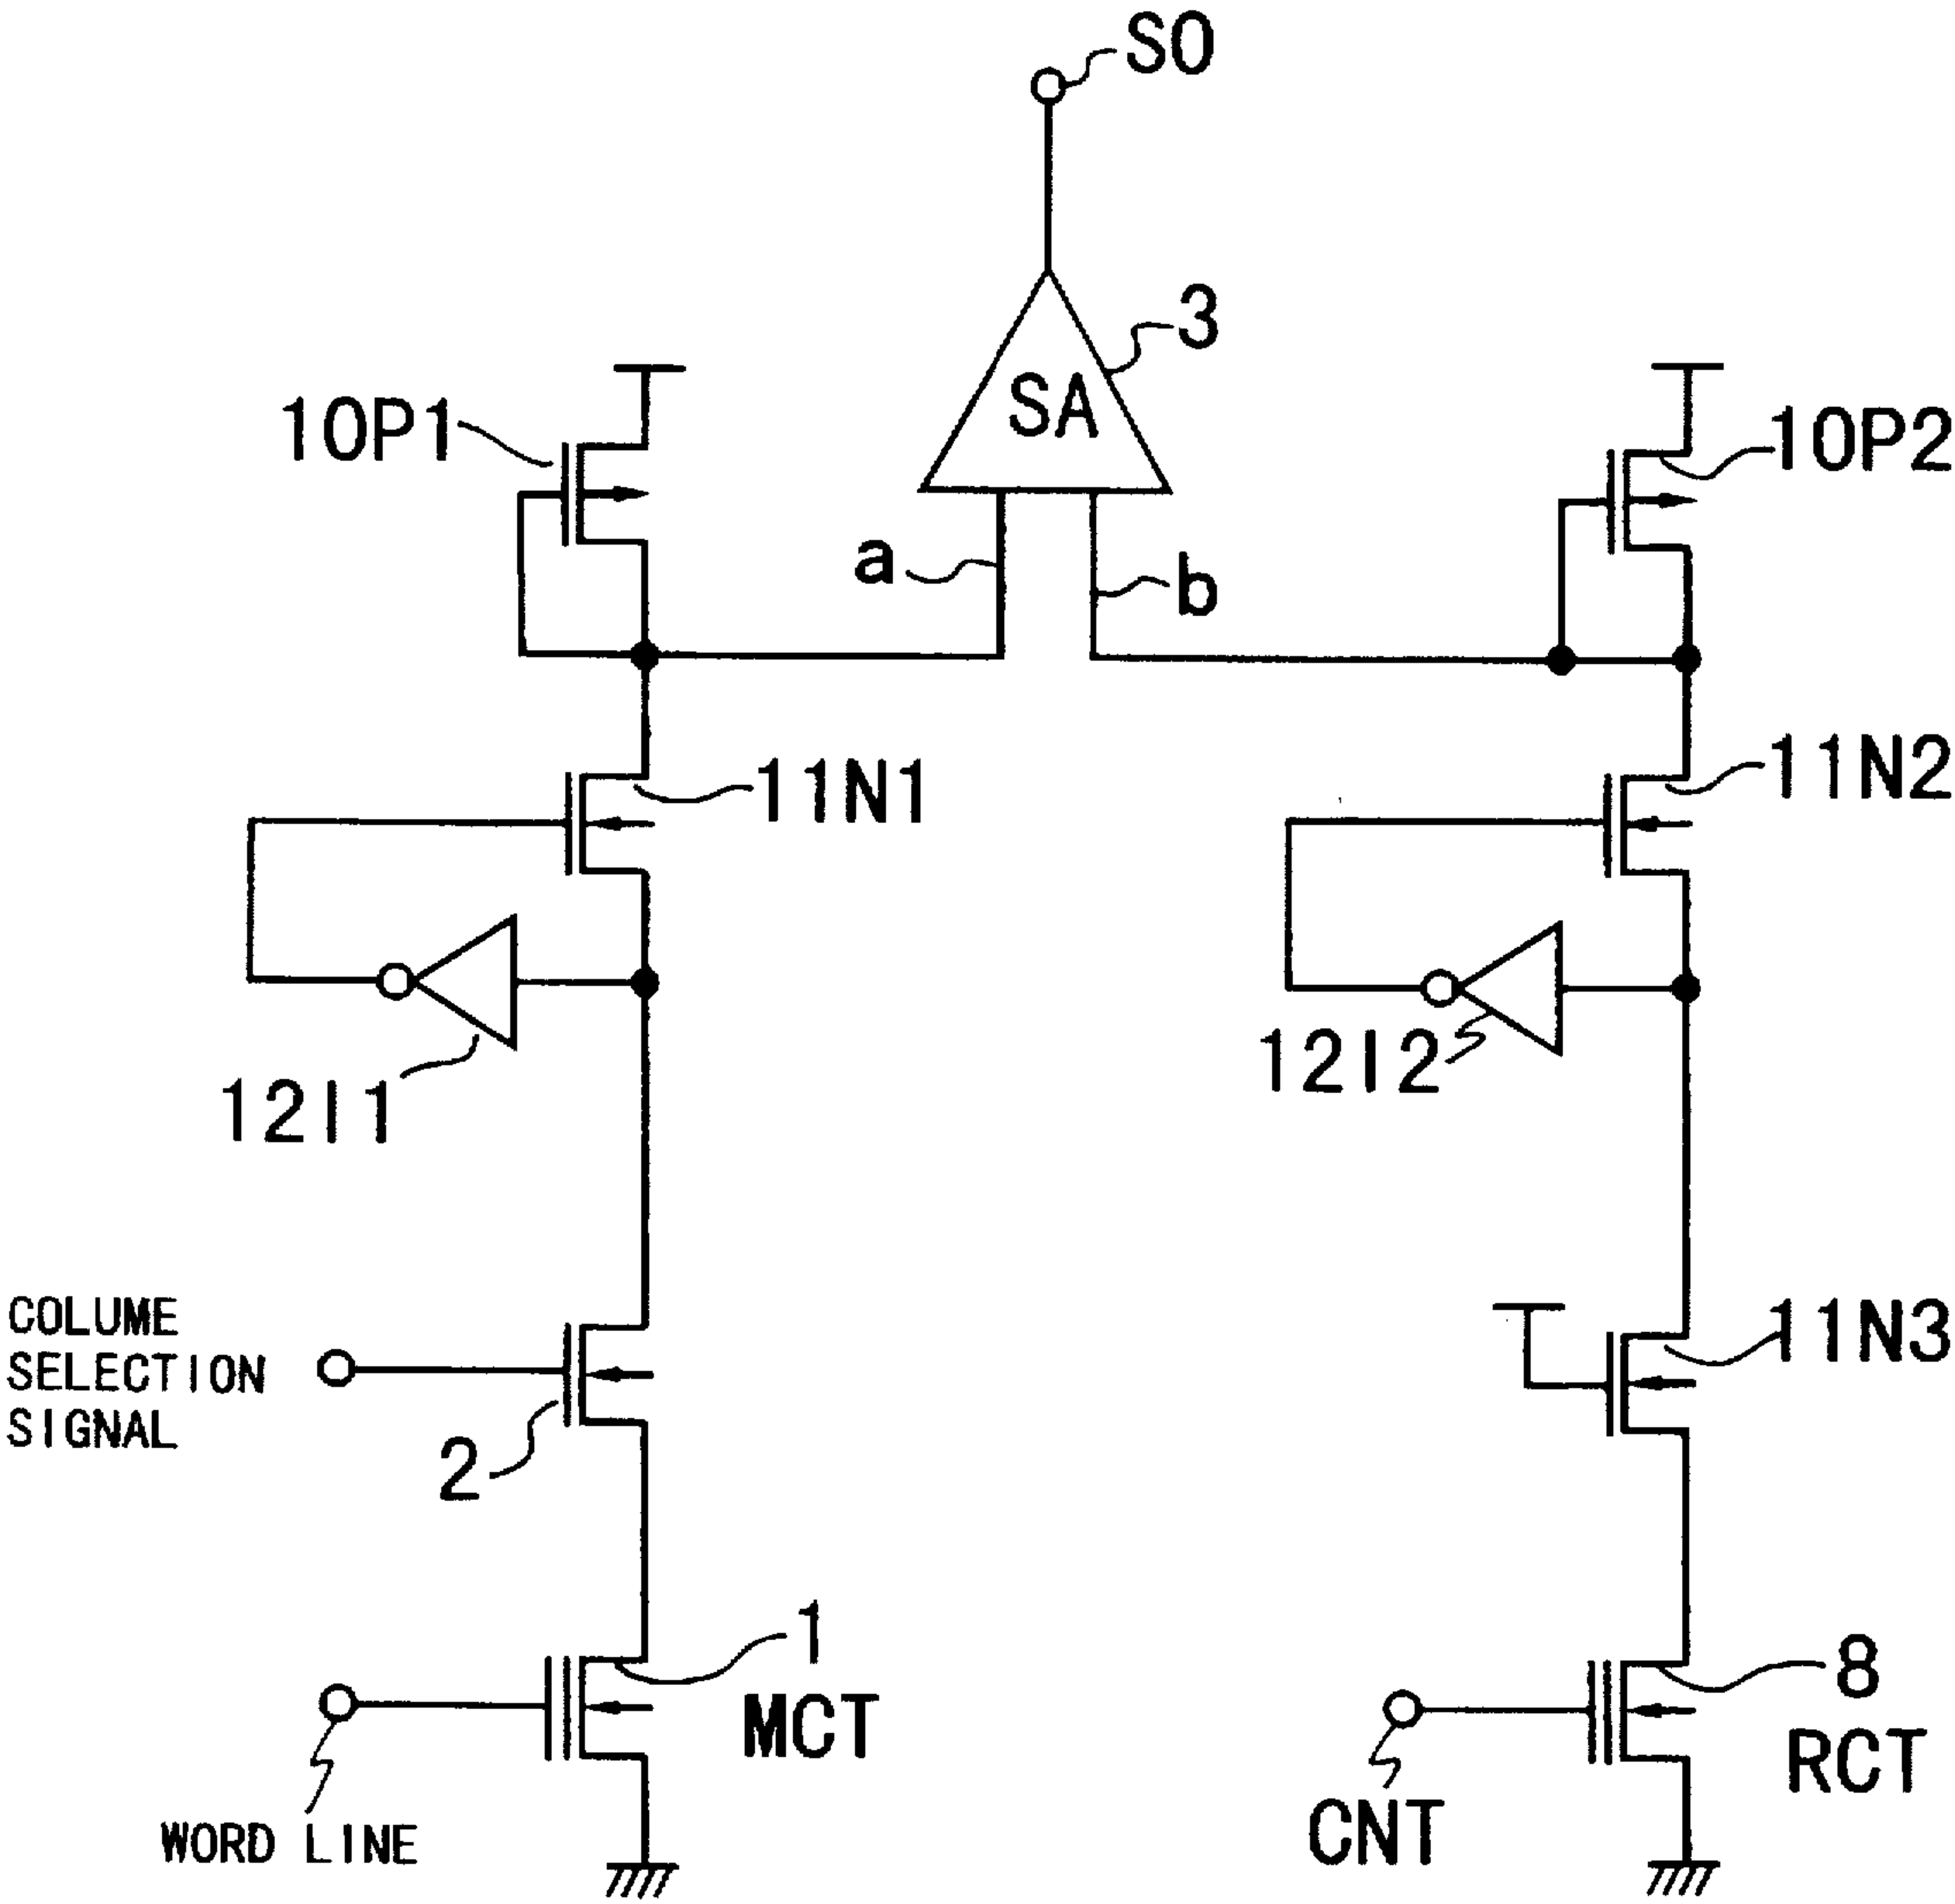 SO
3
SA
10P1
10P2
a
b
11N1
11N2
12I1
12I2
COLUME
SELECTION
SIGNAL
2
11N3
1
MCT
8
RCT
WORD LINE
CNT